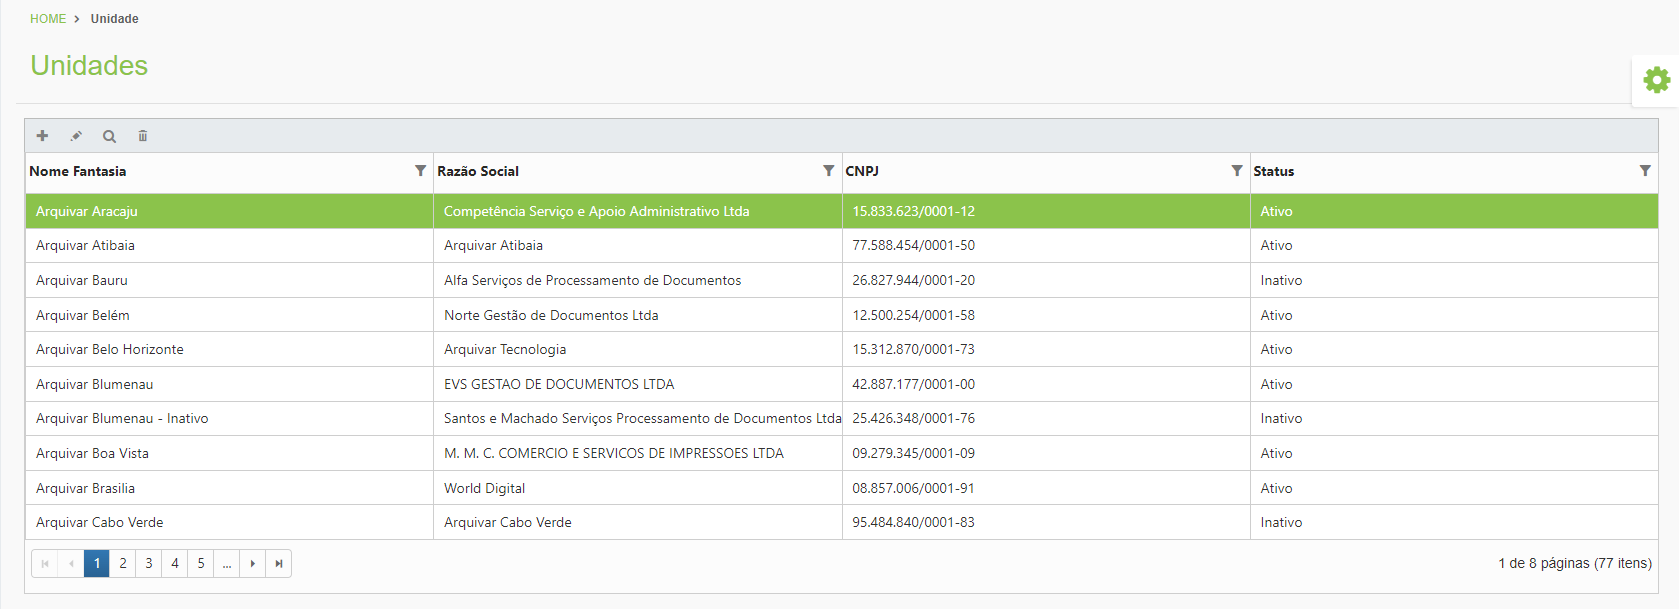 HOME > Unidade
Unidades
Nome Fantasia Razão Social CNPJ Status
Arquivar Aracaju Competência Serviço e Apoio Administrativo Ltda 15.833.623/0001-12 Ativo
Arquivar Atibaia Arquivar Atibaia 77.588.454/0001-50 Ativo
Arquivar Bauru Alfa Serviços de Processamento de Documentos 26.827.944/0001-20 Inativo
Arquivar Belém Norte Gestão de Documentos Ltda 12.500.254/0001-58 Ativo
Arquivar Belo Horizonte Arquivar Tecnologia 15.312.870/0001-73 Ativo
Arquivar Blumenau EVS GESTAO DE DOCUMENTOS LTDA 42.887.177/0001-00 Ativo
Arquivar Blumenau - Inativo Santos e Machado Serviços Processamento de Documentos Ltda 25.426.348/0001-76 Inativo
Arquivar Boa Vista M. M. C. COMERCIO E SERVICOS DE IMPRESSOES LTDA 09.279.345/0001-09 Ativo
Arquivar Brasilia World Digital 08.857.006/0001-91 Ativo
Arquivar Cabo Verde Arquivar Cabo Verde 95.484.840/0001-83 Inativo
1 2 3 4 5 ... 1 de 8 páginas (77 itens)